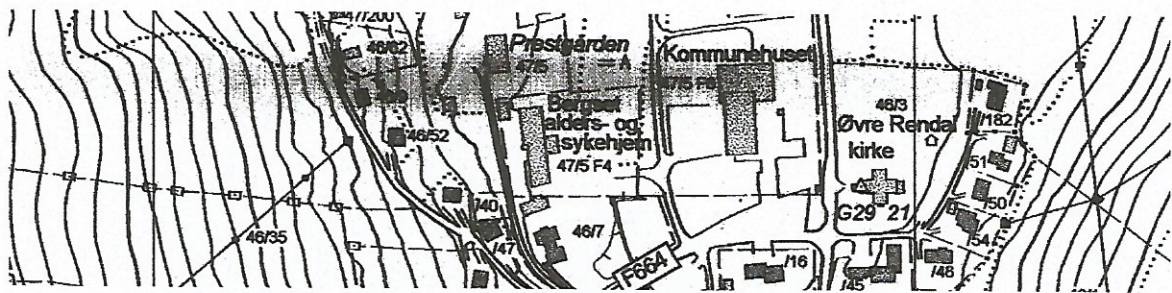 47/200
46/62
Prestgården
47/5
A
Kommunehuset
46/52
Bergset
alders- og
sykehjem
47/5 F4
46/3
Øvre Rendal
kirke
G29 21
/182
/51
/50
/54
/48
/40
/47
46/7
46/35
F664
/16
/45